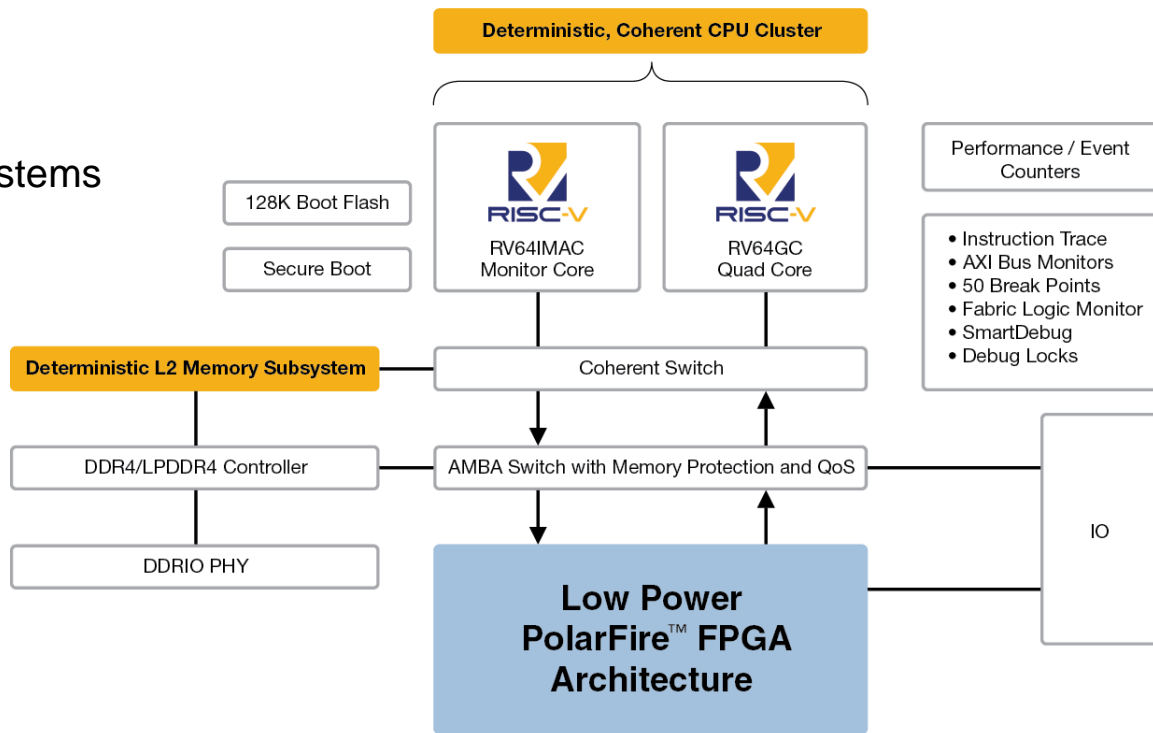 Deterministic, Coherent CPU Cluster
stems
128K Boot Flash
Secure Boot
RISC-V
RV64IMAC
Monitor Core
RISC-V
RV64GC
Quad Core
Performance / Event
Counters
• Instruction Trace
• AXI Bus Monitors
• 50 Break Points
• Fabric Logic Monitor
• SmartDebug
• Debug Locks
Deterministic L2 Memory Subsystem
Coherent Switch
DDR4/LPDDR4 Controller
AMBA Switch with Memory Protection and QoS
IO
DDRIO PHY
Low Power
PolarFire™ FPGA
Architecture